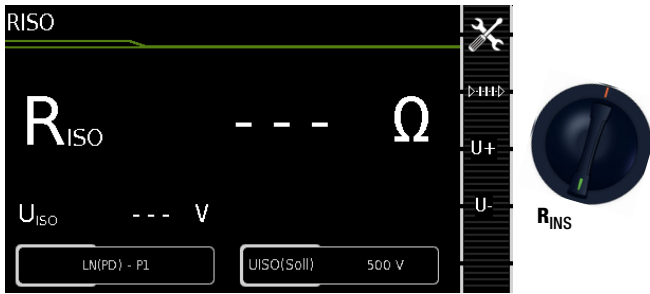 RISO
RISO --- Ω
UISO --- V
LN(PD) - P1
UISO(Soll) 500 V
U+
U-
RINS